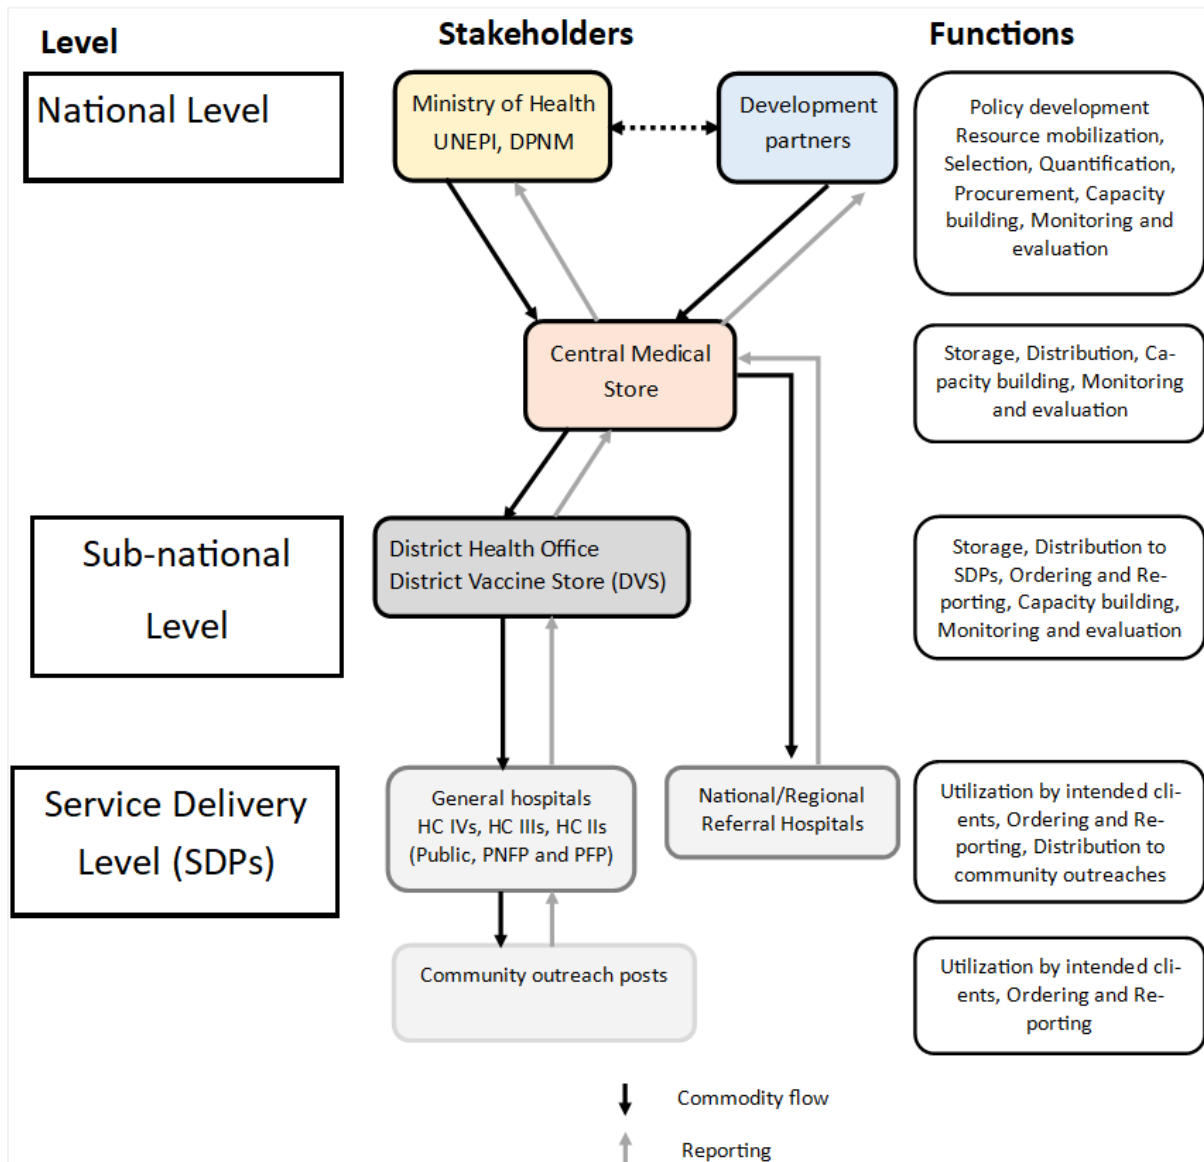 Level
Stakeholders
Functions
National Level
Ministry of Health
UNEPI, DPNM
Development
partners
Policy development
Resource mobilization,
Selection, Quantification,
Procurement, Capacity
building, Monitoring and
evaluation
Central Medical
Store
Storage, Distribution, Ca-
pacity building, Monitoring
and evaluation
Sub-national
Level
District Health Office
District Vaccine Store (DVS)
Storage, Distribution to
SDPs, Ordering and Re-
porting, Capacity building,
Monitoring and evaluation
Service Delivery
Level (SDPs)
General hospitals
HC IVs, HC IIIs, HC IIs
(Public, PNFP and PFP)
National/Regional
Referral Hospitals
Utilization by intended cli-
ents, Ordering and Re-
porting, Distribution to
community outreaches
Community outreach posts
Utilization by intended cli-
ents, Ordering and Re-
porting
Commodity flow
Reporting